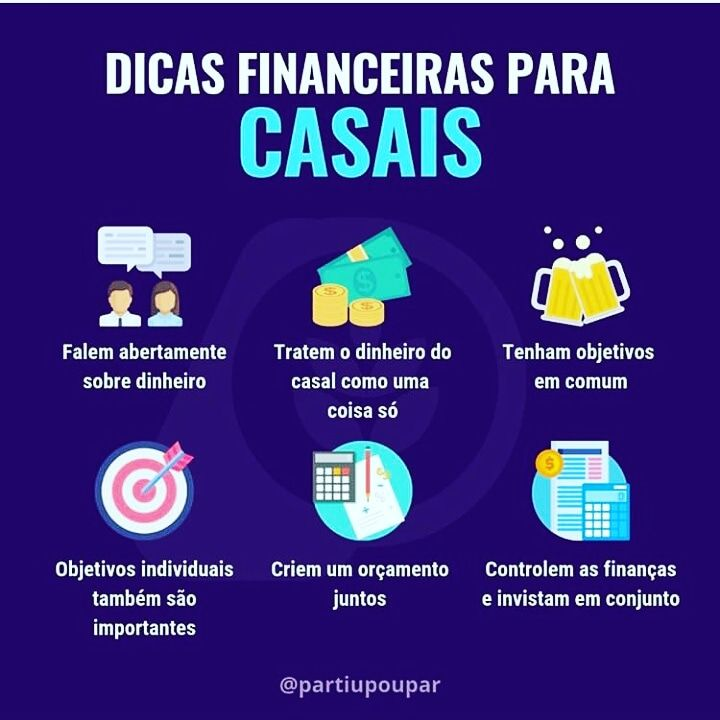 DICAS FINANCEIRAS PARA
CASAIS
Falem abertamente
sobre dinheiro
Tratem o dinheiro do
casal como uma
coisa só
Tenham objetivos
em comum
Objetivos individuais
também são
importantes
Criem um orçamento
juntos
Controlem as finanças
e invistam em conjunto
@partiupoupar